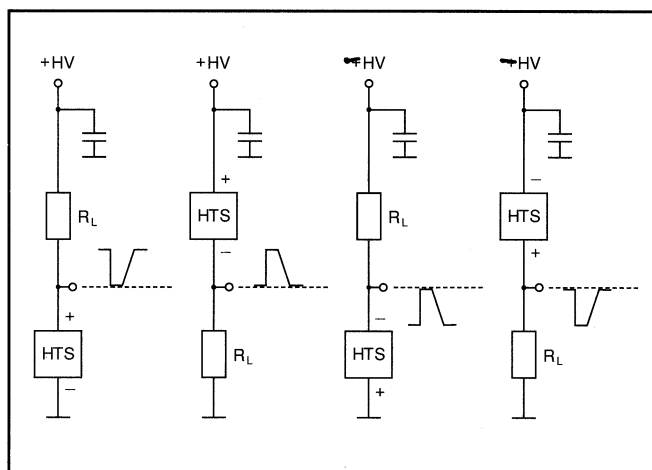 +HV +HV -HV -HV
+ –
R_L HTS R_L HTS
– +
+ –
HTS R_L HTS R_L
– +